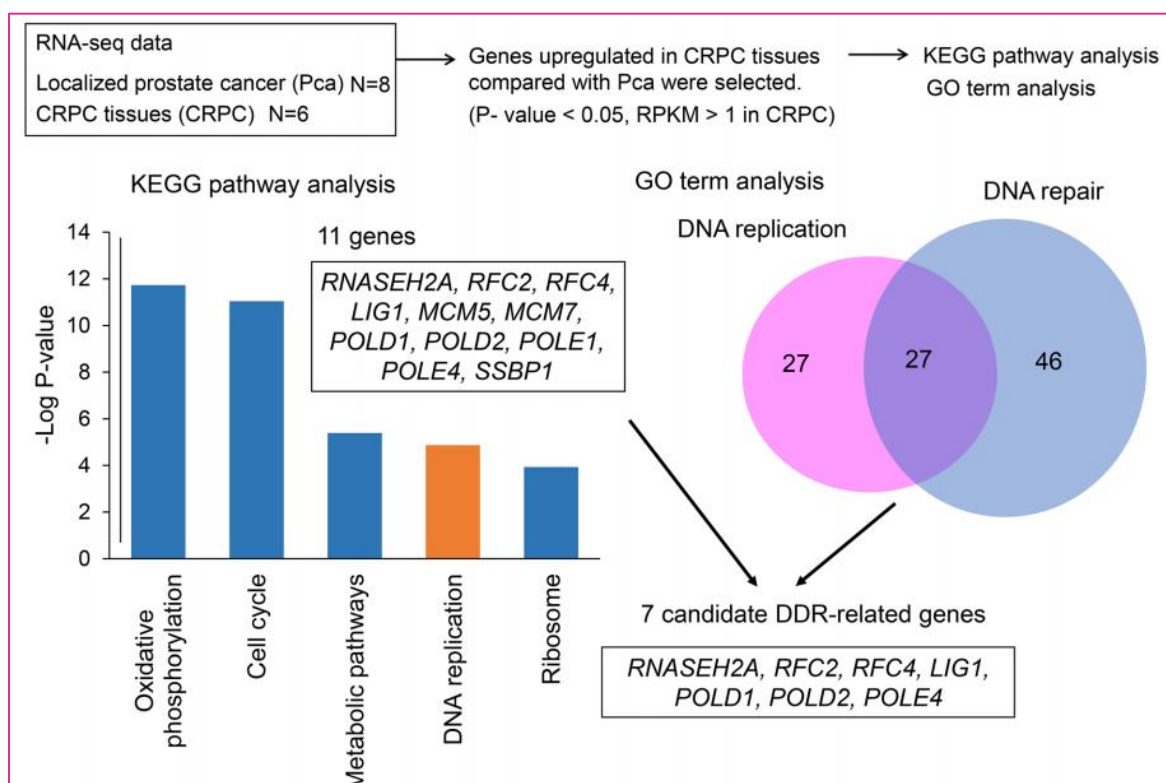 RNA-seq data
Localized prostate cancer (Pca) N=8
CRPC tissues (CRPC) N=6
Genes upregulated in CRPC tissues
compared with Pca were selected.
(P- value < 0.05, RPKM > 1 in CRPC)
KEGG pathway analysis
GO term analysis
KEGG pathway analysis
11 genes
RNASEH2A, RFC2, RFC4,
LIG1, MCM5, MCM7,
POLD1, POLD2, POLE1,
POLE4, SSBP1
-Log P-value
14
12
10
8
6
4
2
0
Oxidative
phosphorylation
Cell cycle
Metabolic pathways
DNA replication
Ribosome
GO term analysis
DNA replication
DNA repair
27
27
46
7 candidate DDR-related genes
RNASEH2A, RFC2, RFC4, LIG1,
POLD1, POLD2, POLE4